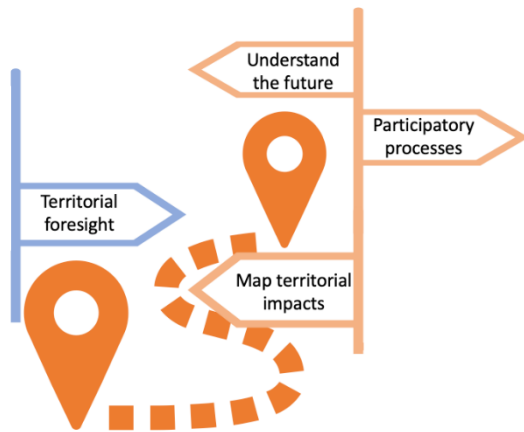 Understand
the future
Participatory
processes
Territorial
foresight
Map territorial
impacts